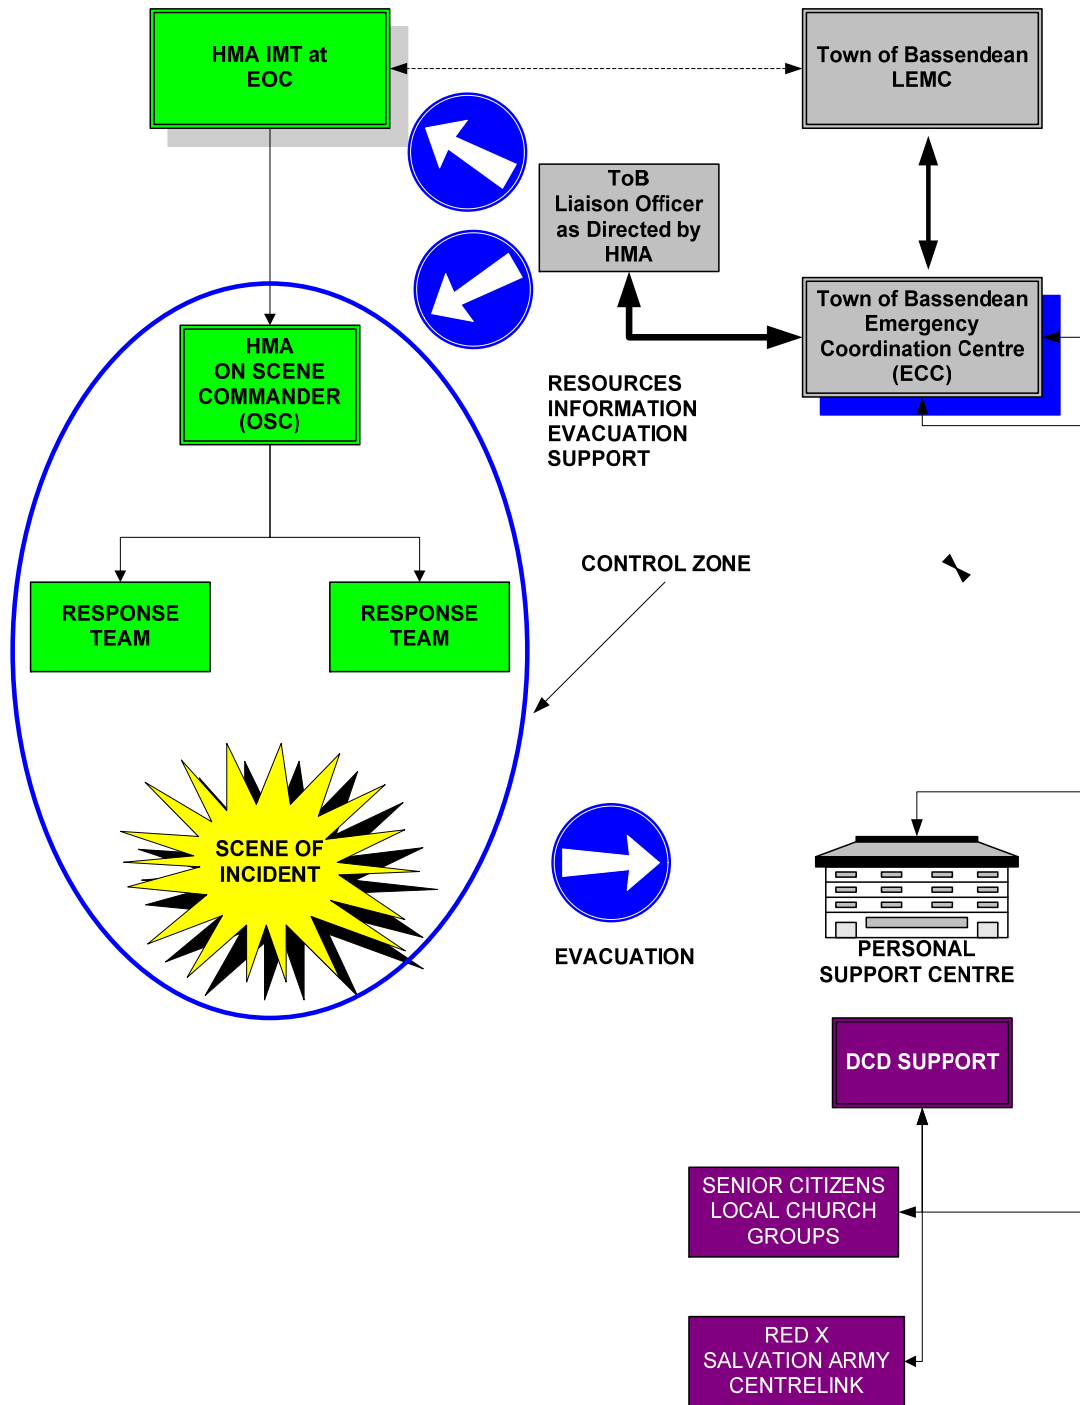 HMA IMT at
EOC
Town of Bassendean
LEMC
ToB
Liaison Officer
as Directed by
HMA
Town of Bassendean
Emergency
Coordination Centre
(ECC)
HMA
ON SCENE
COMMANDER
(OSC)
RESOURCES
INFORMATION
EVACUATION
SUPPORT
CONTROL ZONE
RESPONSE
TEAM
RESPONSE
TEAM
SCENE OF
INCIDENT
EVACUATION
PERSONAL
SUPPORT CENTRE
DCD SUPPORT
SENIOR CITIZENS
LOCAL CHURCH
GROUPS
RED X
SALVATION ARMY
CENTRELINK